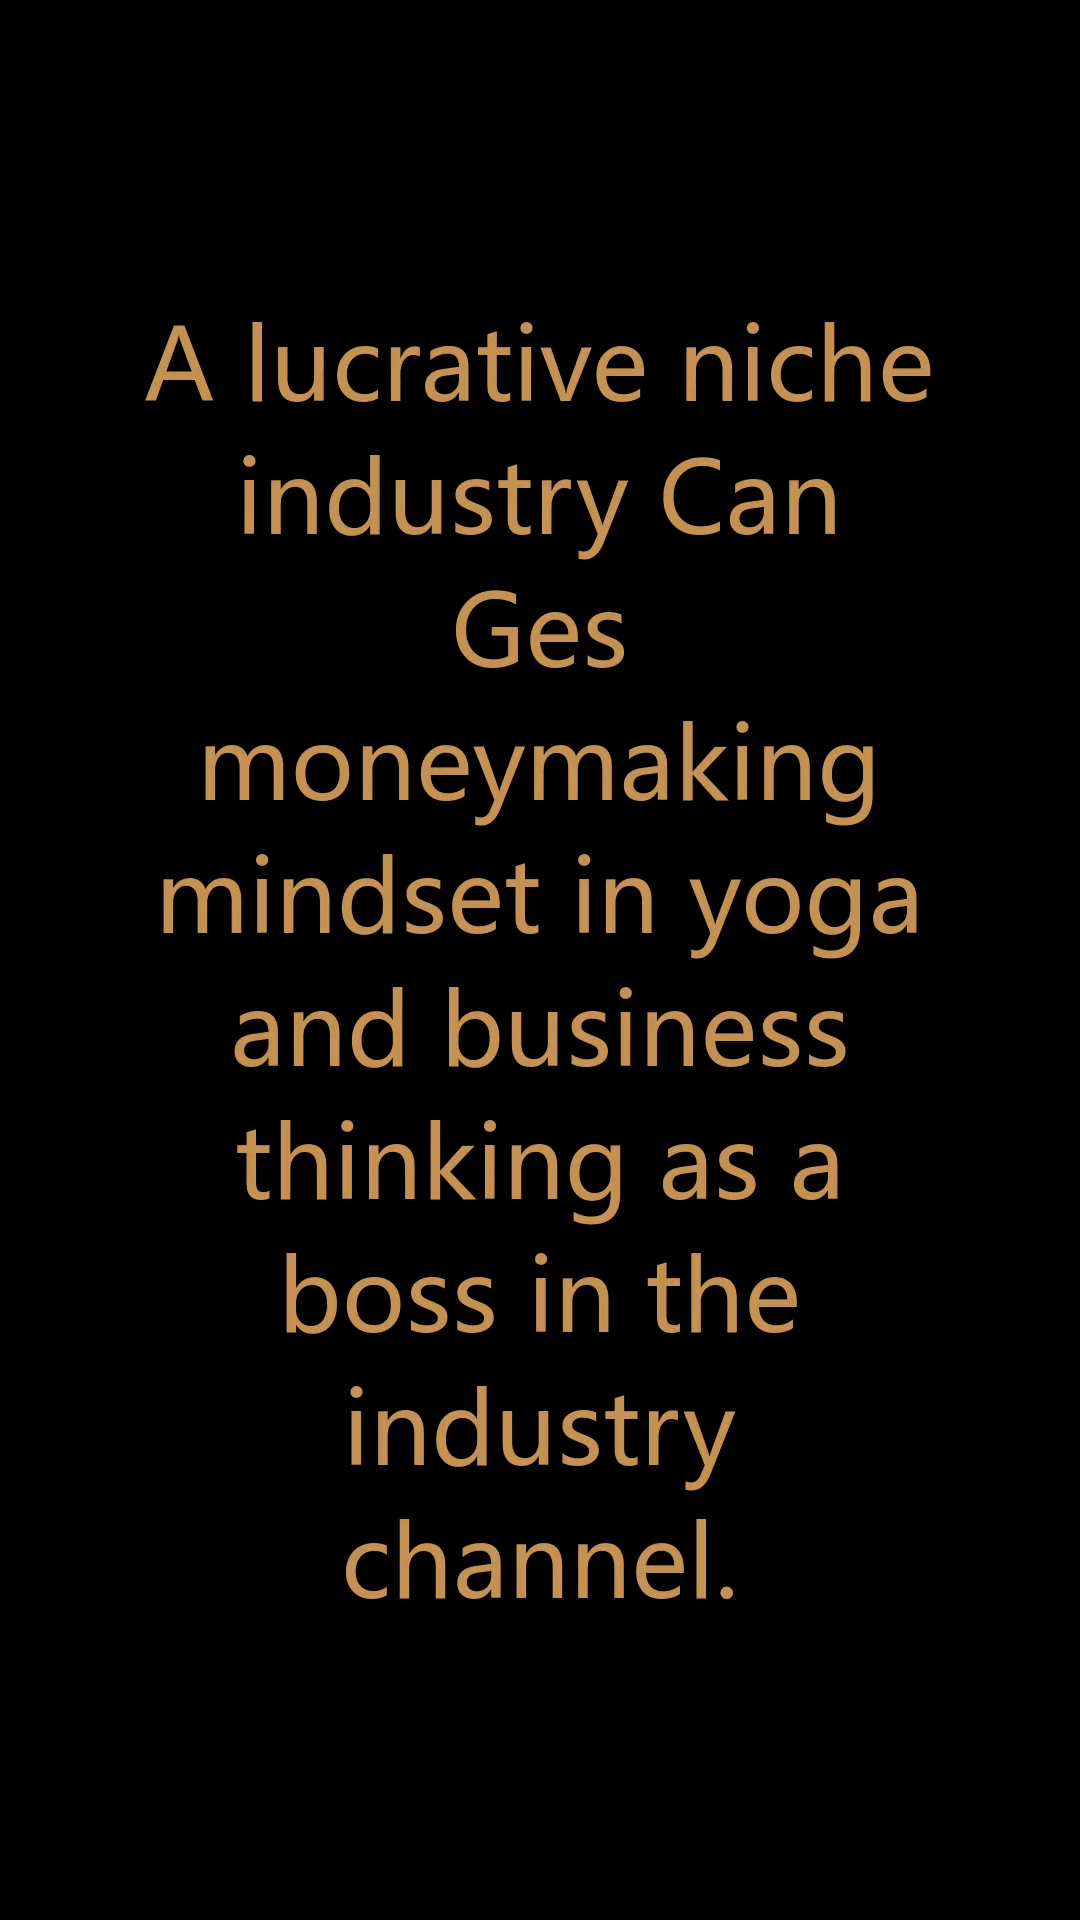 A lucrative niche
industry Can
Ges
moneymaking
mindset in yoga
and business
thinking as a
boss in the
industry
channel.